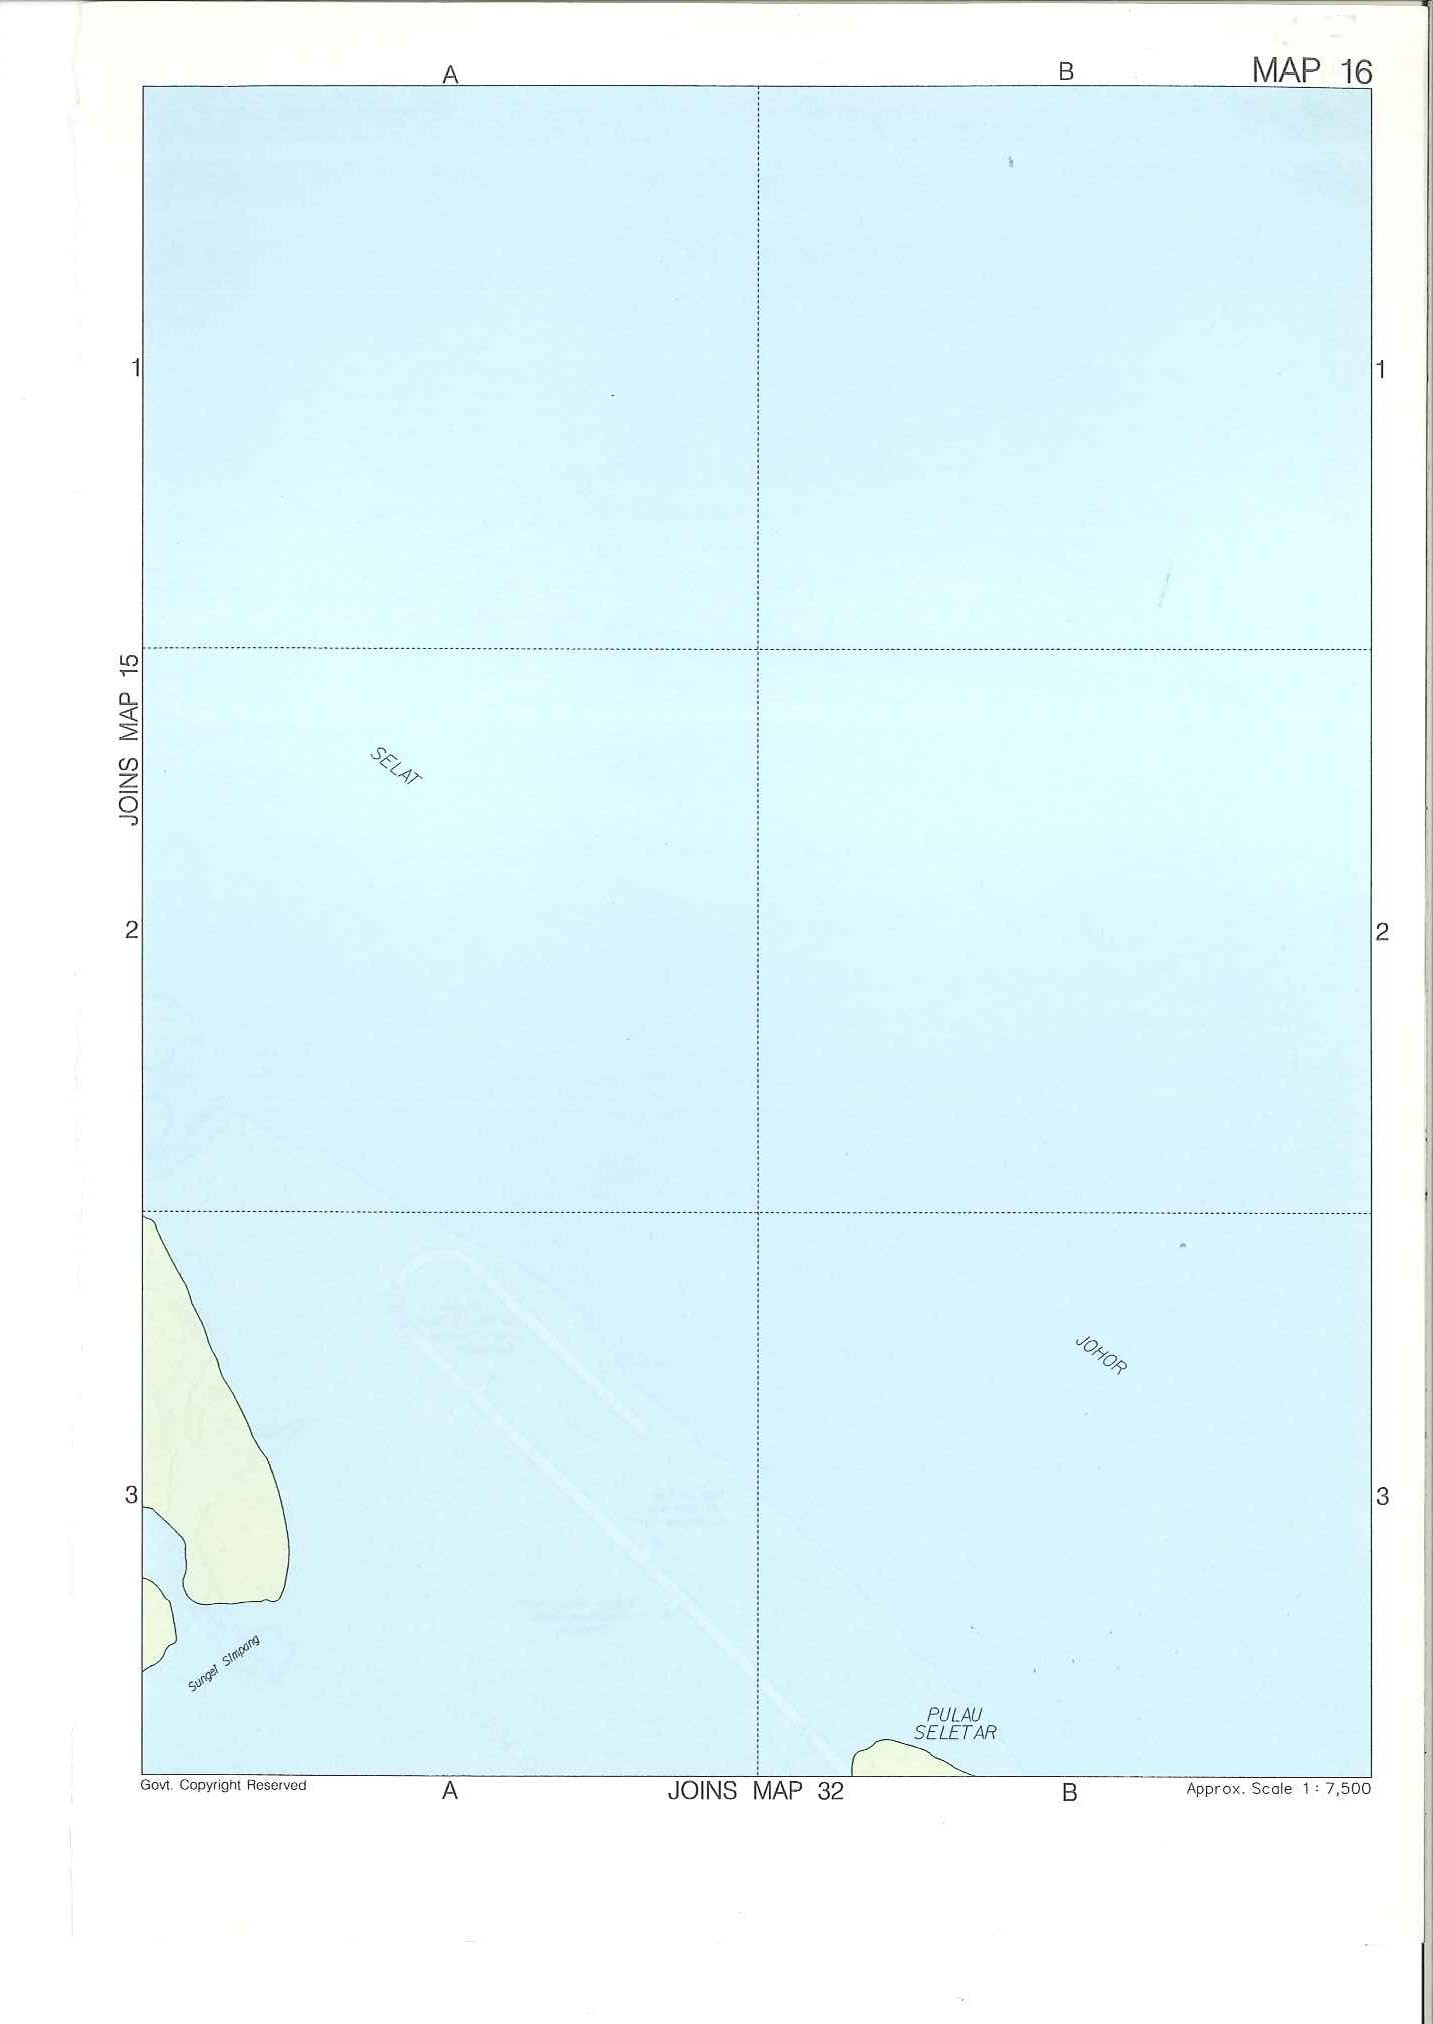 A
B
MAP 16
1
1
JOINS MAP 15
SELAT
2
2
JOHOR
3
3
Sungei Simpang
PULAU
SELETAR
Govt. Copyright Reserved
A
JOINS MAP 32
B
Approx. Scale 1 : 7,500